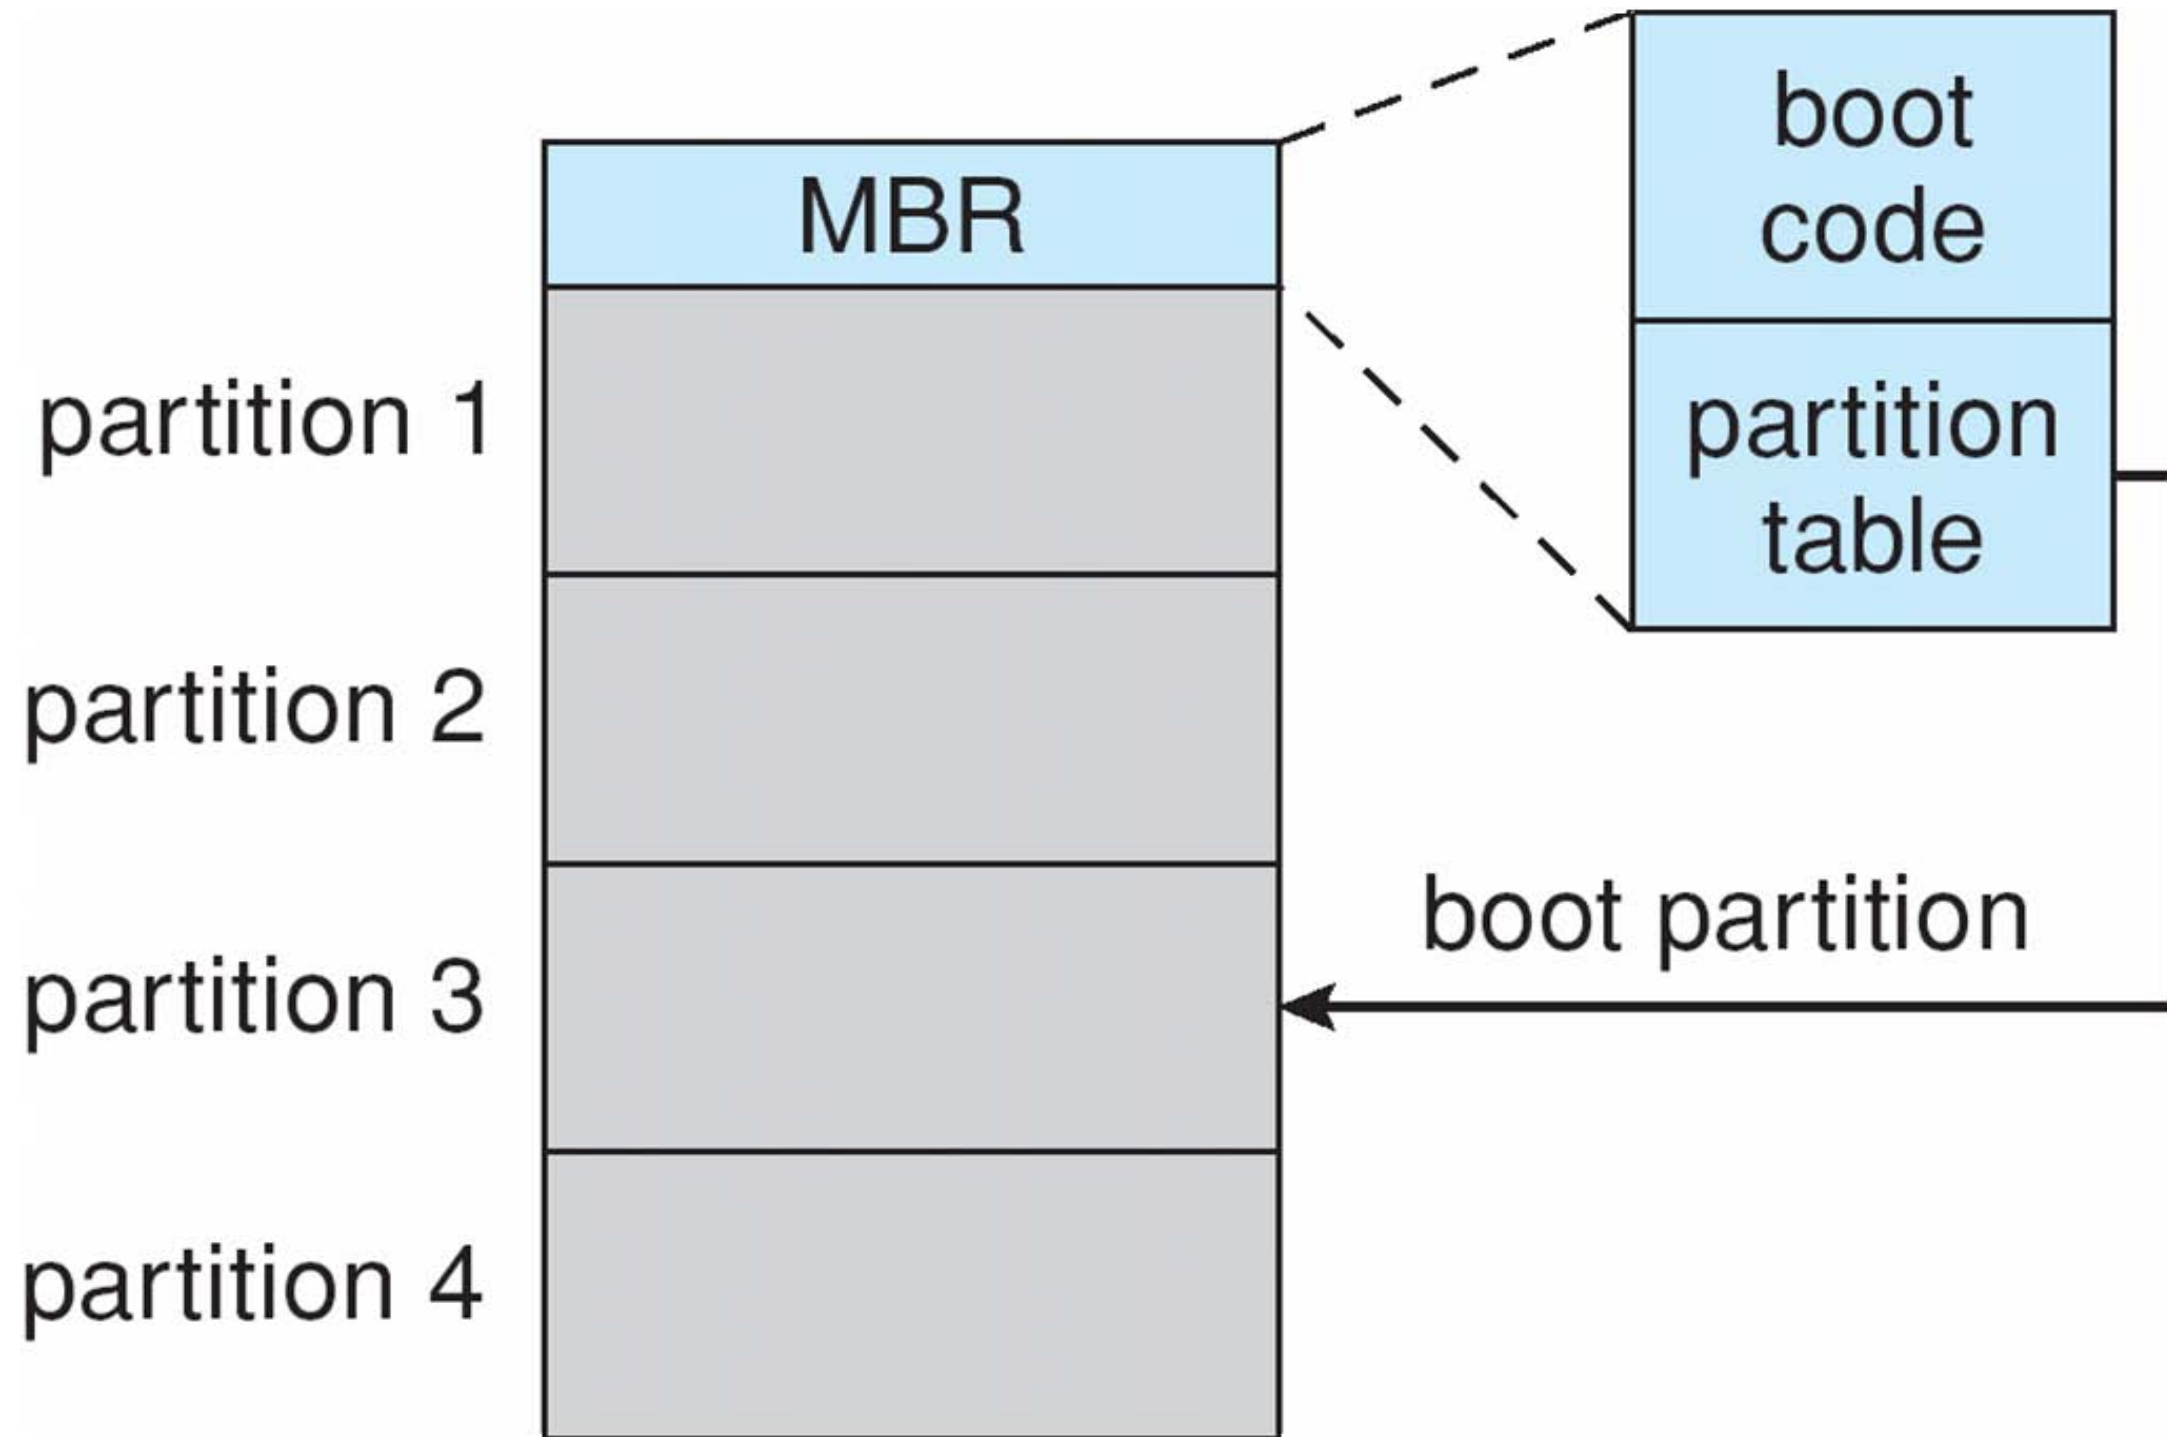 MBR
boot
code
partition
table
partition 1
partition 2
boot partition
partition 3
partition 4